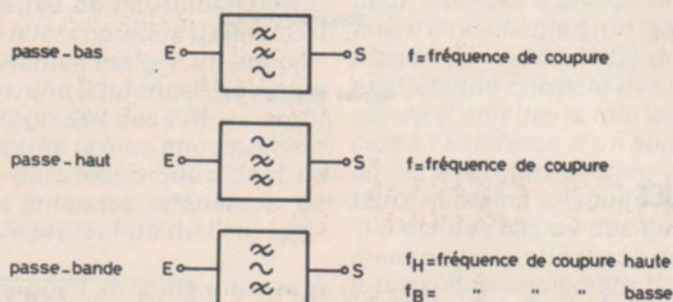 passe-bas E S f=fréquence de coupure
passe-haut E S f=fréquence de coupure
passe-bande E S fH=fréquence de coupure haute
fB= " " " basse